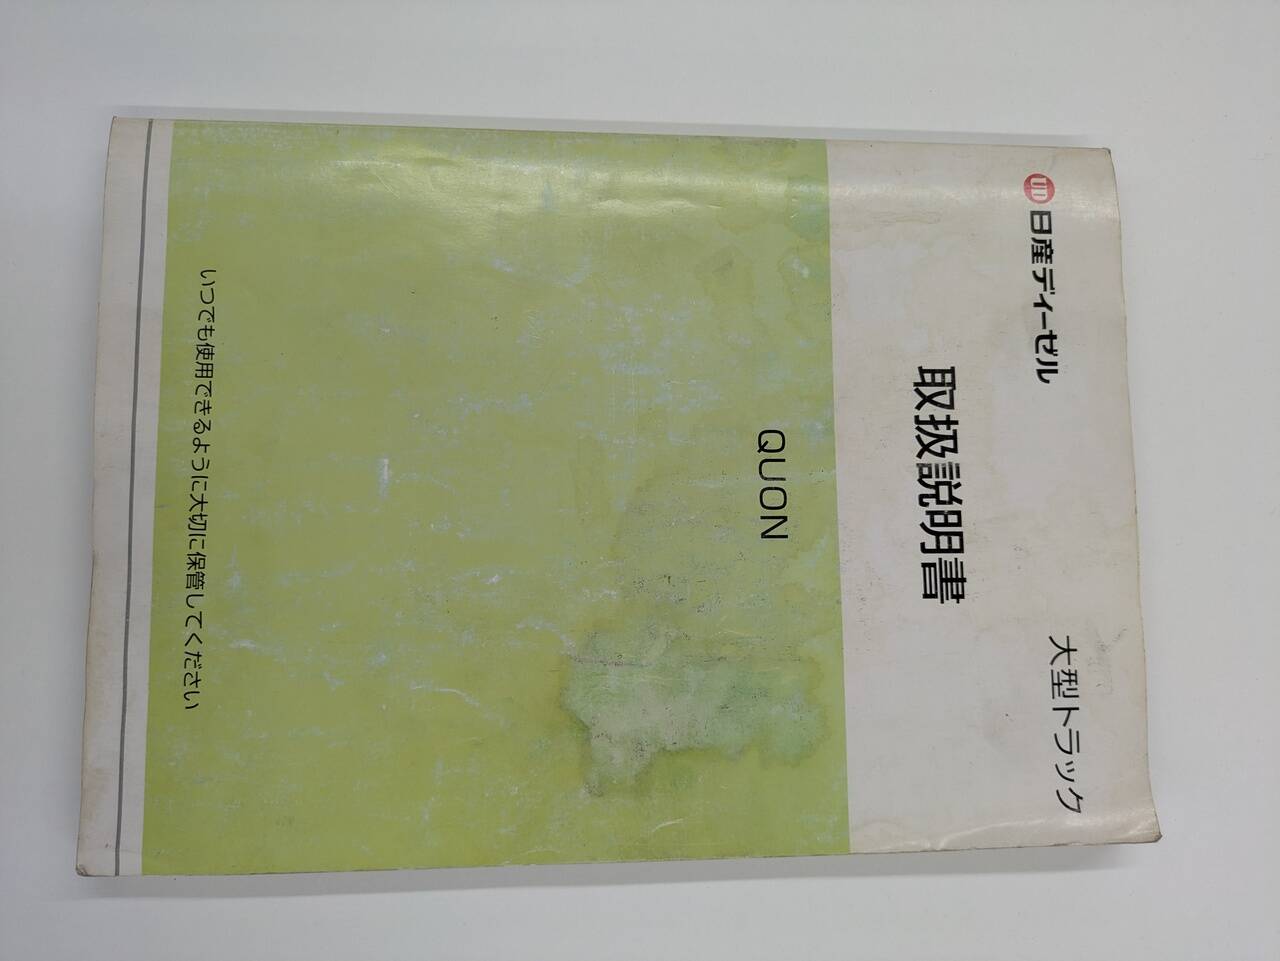 UD 日産ディーゼル
大型トラック
取扱説明書
QUON
いつでも使用できるように大切に保管してください